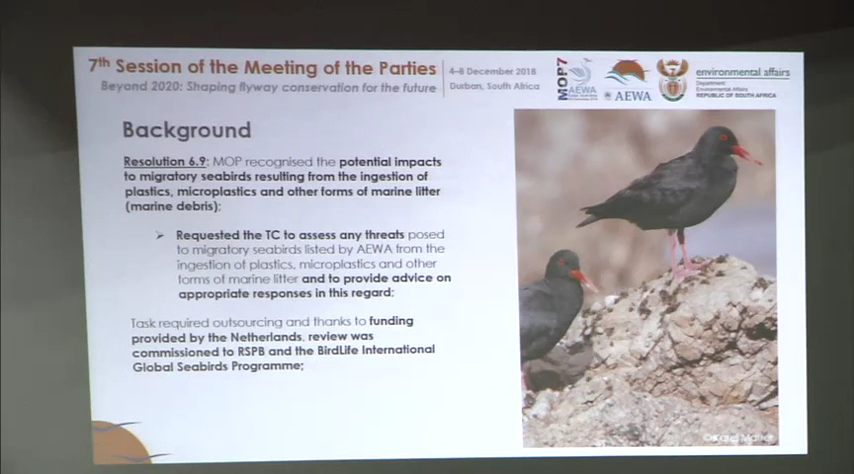 7th Session of the Meeting of the Parties
Beyond 2020: Shaping flyway conservation for the future
4–8 December 2018
Durban, South Africa
MOP7
AEWA
AEWA
environmental affairs
Department:
Environmental Affairs
REPUBLIC OF SOUTH AFRICA
Background
Resolution 6.9: MOP recognised the potential impacts
to migratory seabirds resulting from the ingestion of
plastics, microplastics and other forms of marine litter
(marine debris);
➢ Requested the TC to assess any threats posed
to migratory seabirds listed by AEWA from the
ingestion of plastics, microplastics and other
forms of marine litter and to provide advice on
appropriate responses in this regard;
Task required outsourcing and thanks to funding
provided by the Netherlands, review was
commissioned to RSPB and the BirdLife International
Global Seabirds Programme;